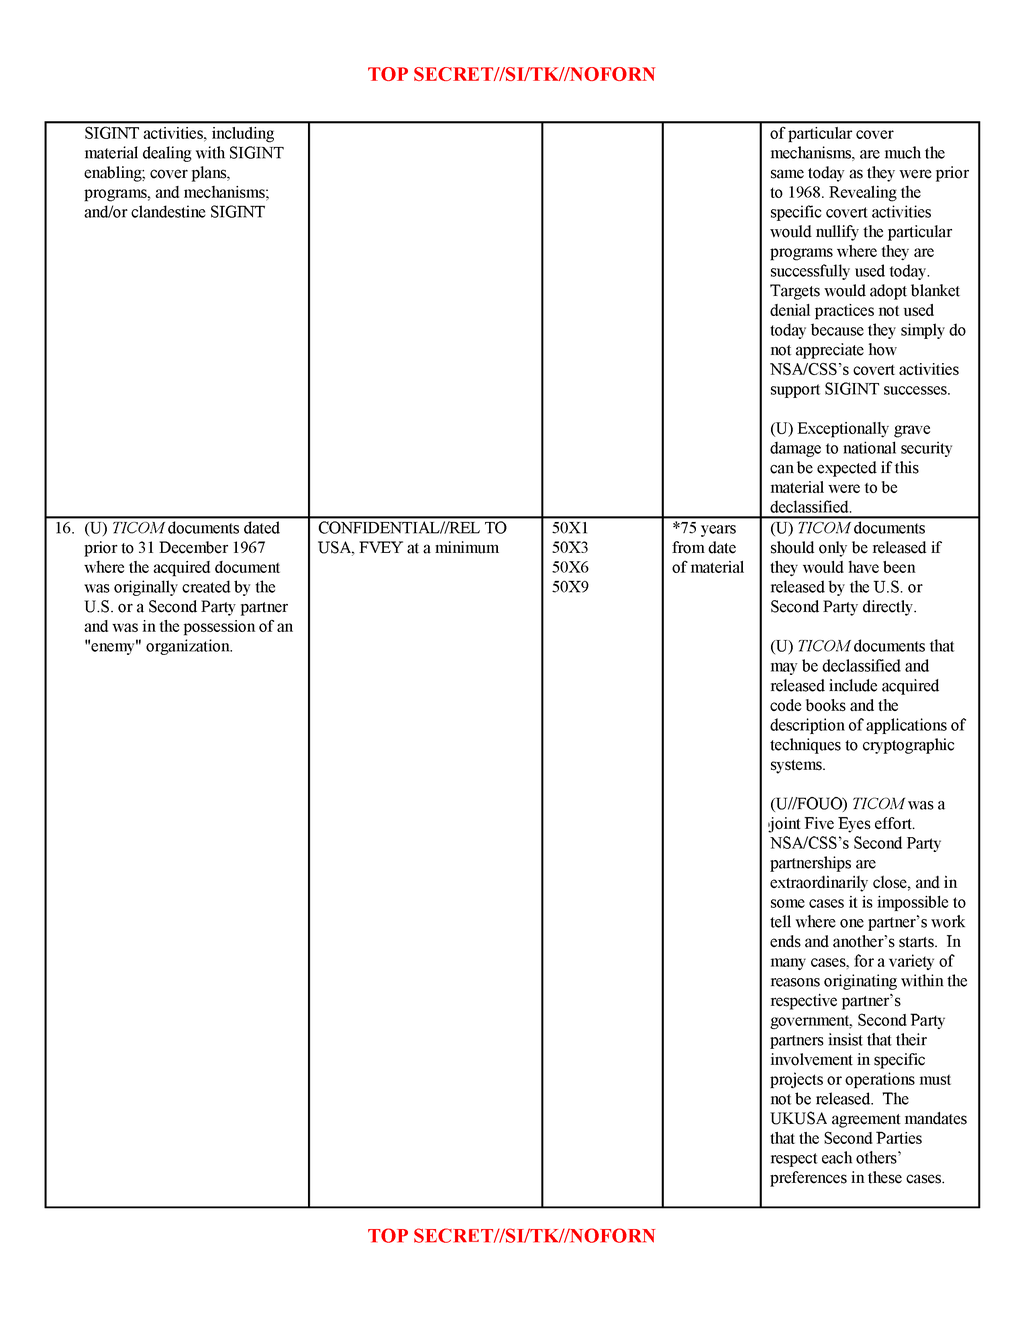 TOP SECRET//SI/TK//NOFORN
SIGINT activities, including
material dealing with SIGINT
enabling; cover plans,
programs, and mechanisms;
and/or clandestine SIGINT
of particular cover
mechanisms, are much the
same today as they were prior
to 1968. Revealing the
specific covert activities
would nullify the particular
programs where they are
successfully used today.
Targets would adopt blanket
denial practices not used
today because they simply do
not appreciate how
NSA/CSS’s covert activities
support SIGINT successes.
(U) Exceptionally grave
damage to national security
can be expected if this
material were to be
declassified.
16. (U) TICOM documents dated
prior to 31 December 1967
where the acquired document
was originally created by the
U.S. or a Second Party partner
and was in the possession of an
"enemy" organization.
CONFIDENTIAL//REL TO
USA, FVEY at a minimum
50X1
50X3
50X6
50X9
*75 years
from date
of material
(U) TICOM documents
should only be released if
they would have been
released by the U.S. or
Second Party directly.
(U) TICOM documents that
may be declassified and
released include acquired
code books and the
description of applications of
techniques to cryptographic
systems.
(U//FOUO) TICOM was a
joint Five Eyes effort.
NSA/CSS’s Second Party
partnerships are
extraordinarily close, and in
some cases it is impossible to
tell where one partner’s work
ends and another’s starts.  In
many cases, for a variety of
reasons originating within the
respective partner’s
government, Second Party
partners insist that their
involvement in specific
projects or operations must
not be released.  The
UKUSA agreement mandates
that the Second Parties
respect each others’
preferences in these cases.
TOP SECRET//SI/TK//NOFORN